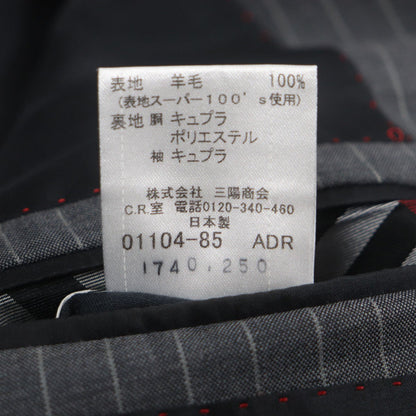 表地 羊毛 100%
(表地スーパー100's使用)
裏地 胴 キュプラ
ポリエステル
袖 キュプラ
株式会社 三陽商会
C.R.室 電話0120-340-460
日本製
01104-85 ADR
1740,250